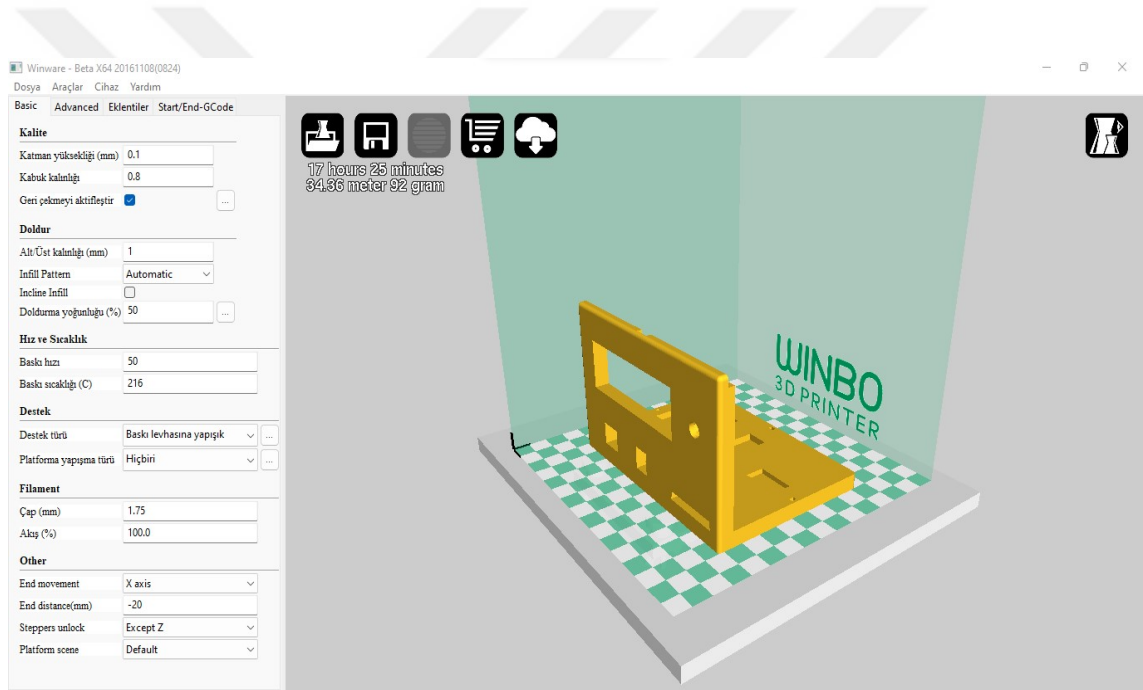 Winware - Beta X64 20161108(0824)
Dosya Araçlar Cihaz Yardım
Basic Advanced Eklentiler Start/End-GCode
Kalite
Katman yüksekliği (mm) 0.1
Kabuk kalınlığı 0.8
Geri çekmeyi aktifleştir ...
Doldur
Alt/Üst kalınlığı (mm) 1
Infill Pattern Automatic
Incline Infill
Doldurma yoğunluğu (%) 50 ...
Hız ve Sıcaklık
Baskı hızı 50
Baskı sıcaklığı (C) 216
Destek
Destek türü Baskı levhasına yapışık ...
Platforma yapışma türü Hiçbiri ...
Filament
Çap (mm) 1.75
Akış (%) 100.0
Other
End movement X axis
End distance(mm) -20
Steppers unlock Except Z
Platform scene Default
17 hours 25 minutes
34.36 meter 92 gram
WINBO
3D PRINTER